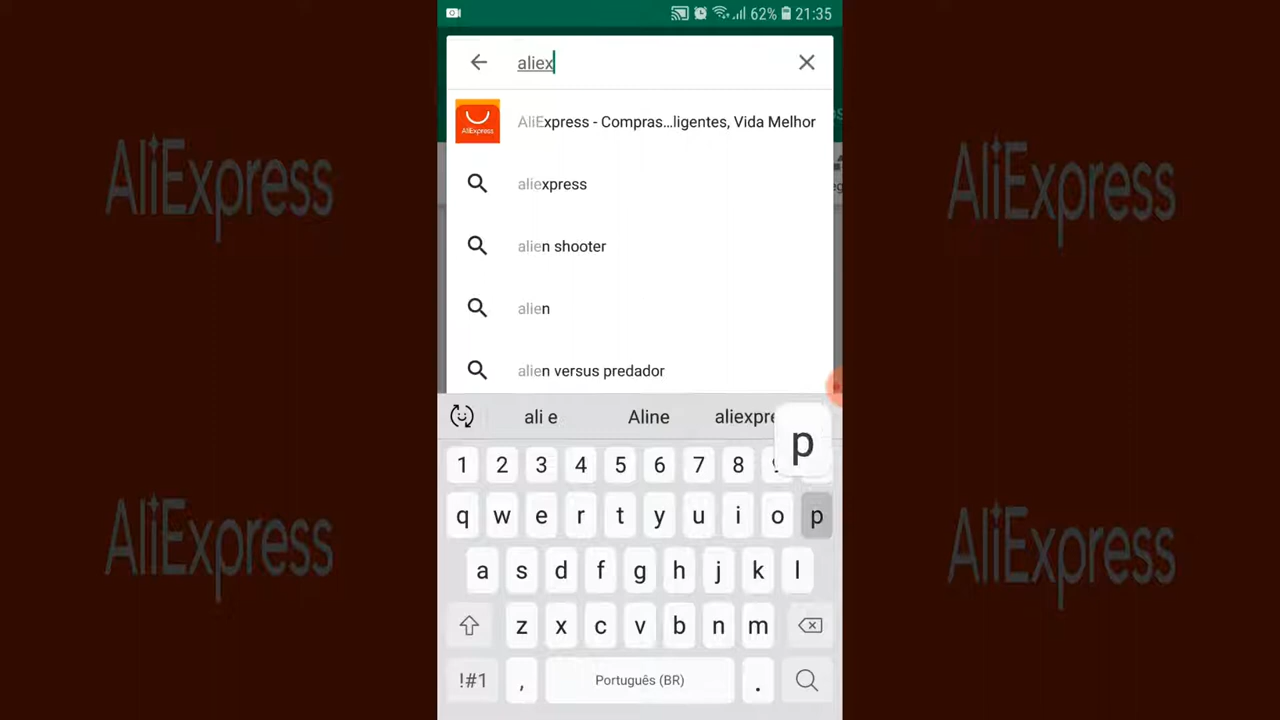 62% 21:35
aliex
AliExpress - Compras...ligentes, Vida Melhor
AliExpress
aliexpress
alien shooter
alien
alien versus predador
AliExpress
AliExpress
AliExpress
AliExpress
ali e Aline aliexpre
p
1 2 3 4 5 6 7 8
q w e r t y u i o p
a s d f g h j k l
z x c v b n m
!#1 , Português (BR) .